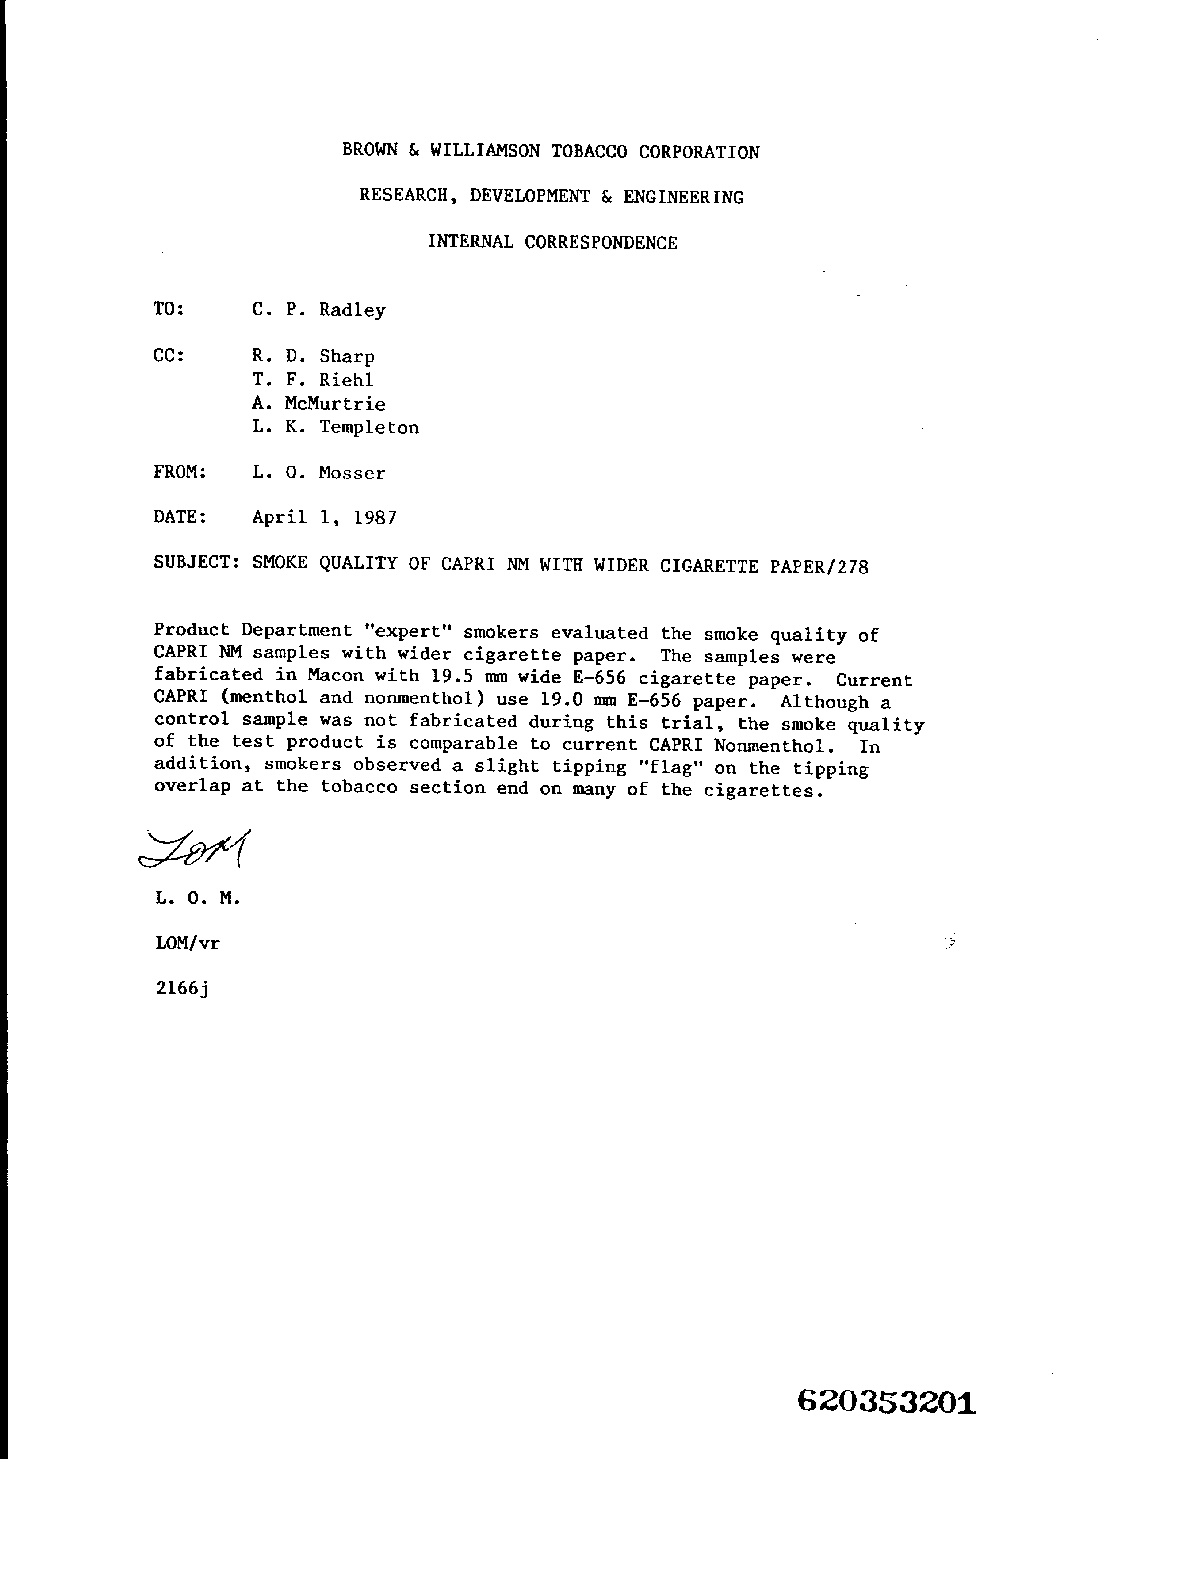 BROWN & WILLIAMSON TOBACCO CORPORATION
RESEARCH, DEVELOPMENT & ENGINEERING
INTERNAL CORRESPONDENCE
TO: C. P. Radley
CC: R. D. Sharp
T. F. Riehl
A. McMurtrie
L. K. Templeton
FROM: L. O. Mosser
DATE: April 1, 1987
SUBJECT: SMOKE QUALITY OF CAPRI NM WITH WIDER CIGARETTE PAPER/278
Product Department "expert" smokers evaluated the smoke quality of
CAPRI NM samples with wider cigarette paper. The samples were
fabricated in Macon with 19.5 mm wide E-656 cigarette paper. Current
CAPRI (menthol and nonmenthol) use 19.0 mm E-656 paper. Although a
control sample was not fabricated during this trial, the smoke quality
of the test product is comparable to current CAPRI Nonmenthol. In
addition, smokers observed a slight tipping "flag" on the tipping
overlap at the tobacco section end on many of the cigarettes.
LOM
L. O. M.
LOM/vr
2166j
620353201